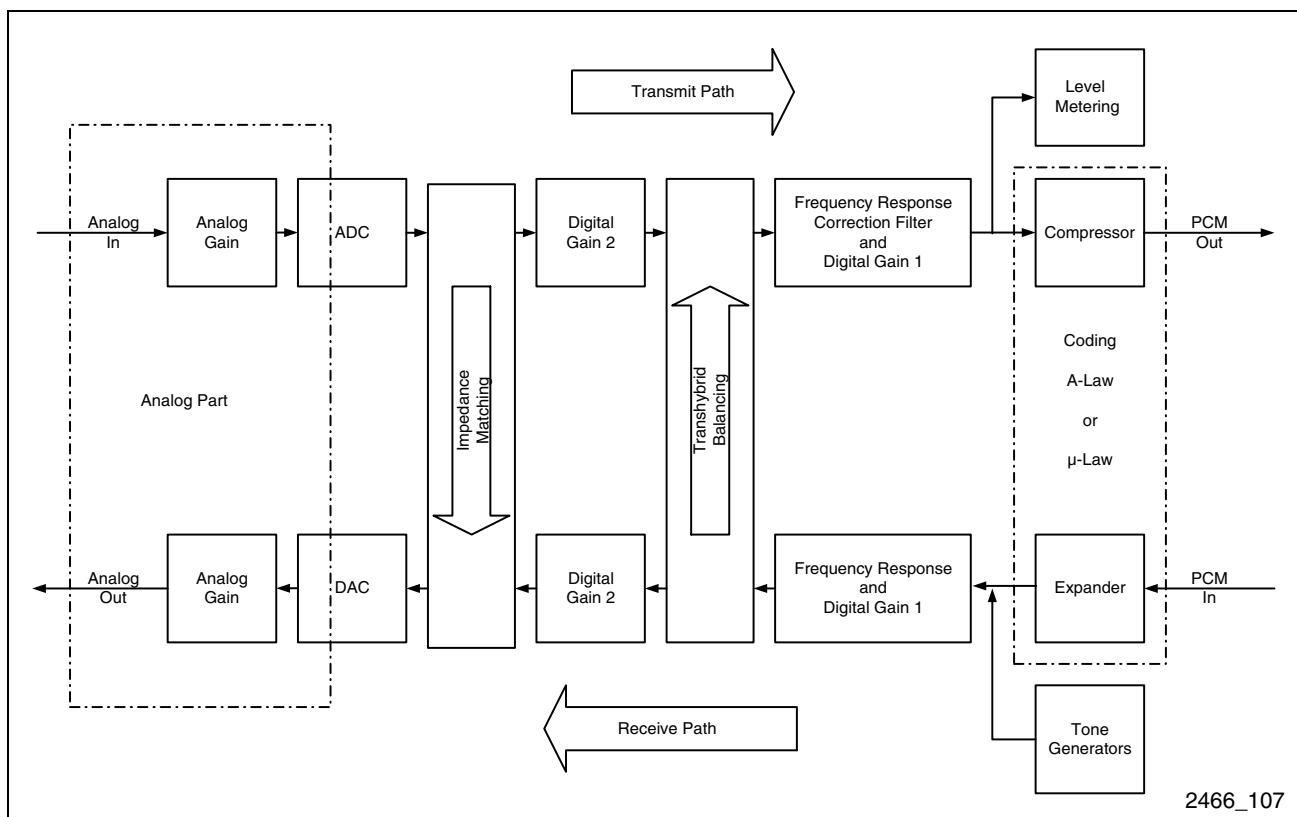 Transmit Path
Level
Metering
Analog
In
Analog
Gain
ADC
Digital
Gain 2
Frequency Response
Correction Filter
and
Digital Gain 1
Compressor
PCM
Out
Analog Part
Impedance
Matching
Transhybrid
Balancing
Coding
A-Law
or
µ-Law
Analog
Out
Analog
Gain
DAC
Digital
Gain 2
Frequency Response
and
Digital Gain 1
Expander
PCM
In
Receive Path
Tone
Generators
2466_107